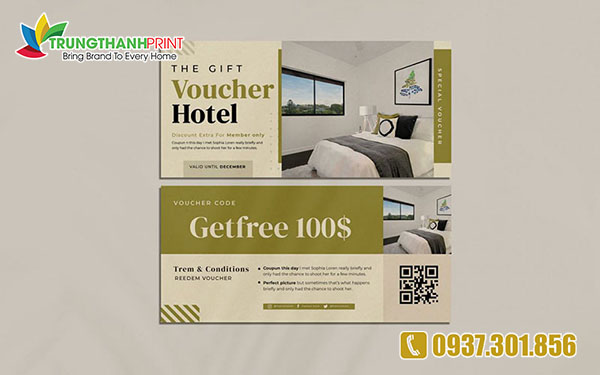 TRUNGTHANHPRINT
Bring Brand To Every Home
THE GIFT
Voucher
Hotel
Discount Extra For Member only
Coupun this day I met Sophia Loren really briefly and
only had the chance to shoot her for a few minutes.
VALID UNTIL DECEMBER
SPECIAL VOUCHER
VOUCHER CODE
Getfree 100$
Trem & Conditions
REEDEM VOUCHER
Coupun this day I met Sophia Loren really briefly and
only had the chance to shoot her for a few minutes.
Perfect picture but sometimes that's what happens
briefly and only had the chance to shoot her.
0937.301.856